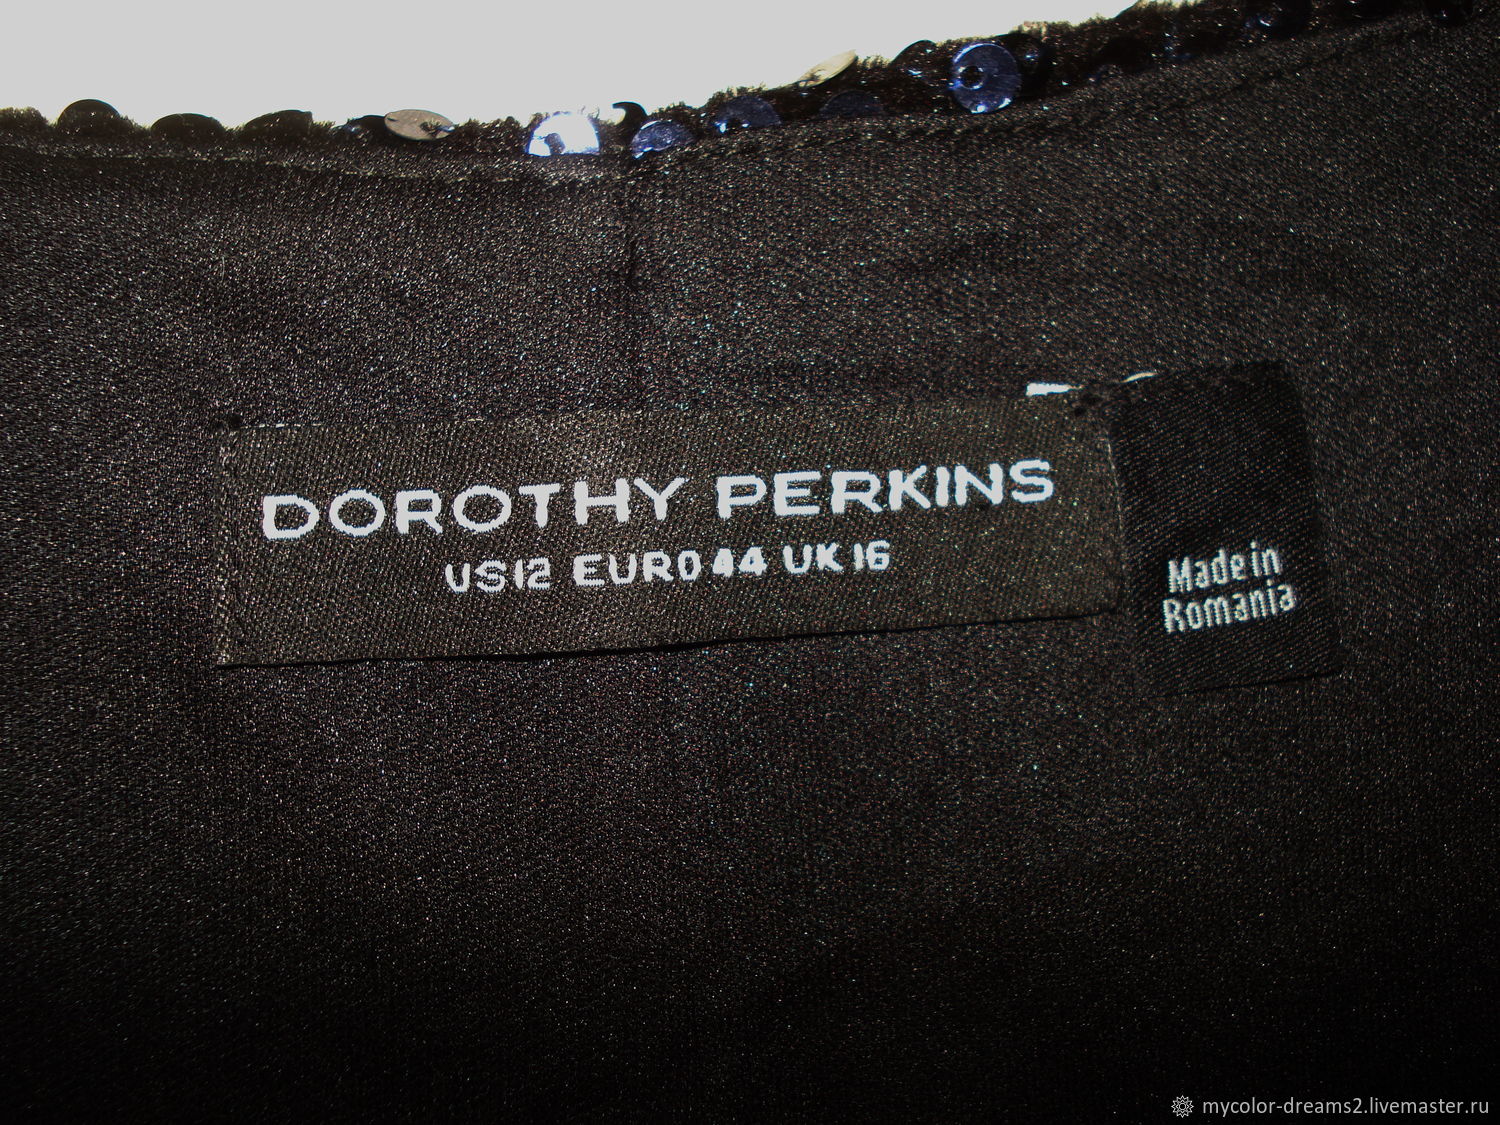 DOROTHY PERKINS
US12 EURO44 UK16
Made in
Romania
mycolor-dreams2.livemaster.ru